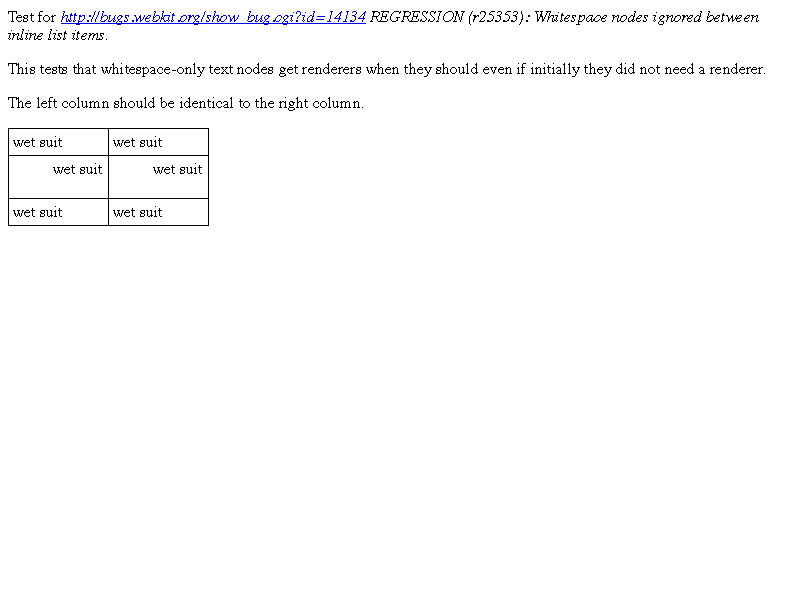 Test for http://bugs.webkit.org/show_bug.cgi?id=14134 REGRESSION (r25353): Whitespace nodes ignored between
inline list items.
This tests that whitespace-only text nodes get renderers when they should even if initially they did not need a renderer.
The left column should be identical to the right column.
wet suit wet suit
wet suit wet suit
wet suit wet suit